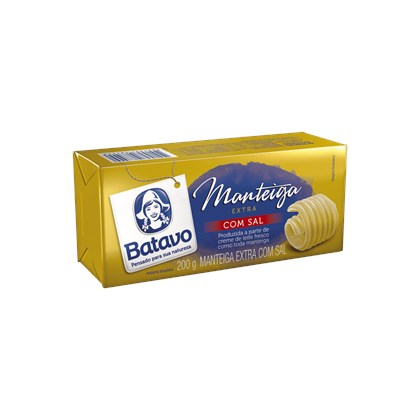 Batavo
Pensado para sua natureza
Manteiga
EXTRA
COM SAL
Produzida a partir de
creme de leite fresco
como toda manteiga
200 g MANTEIGA EXTRA COM SAL